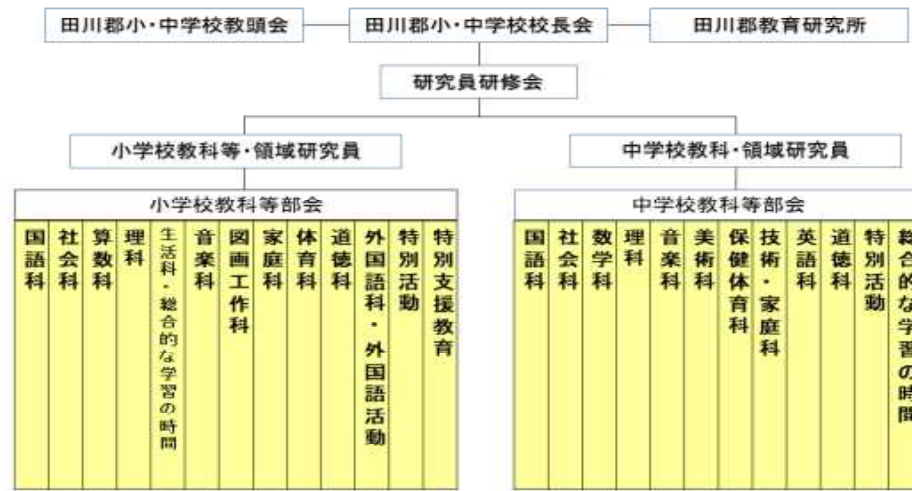 田川郡小・中学校教頭会
田川郡小・中学校校長会
田川郡教育研究所
研究員研修会
小学校教科等・領域研究員
中学校教科・領域研究員
小学校教科等部会
国語科
社会科
算数科
理科
生活科・総合的な学習の時間
音楽科
図画工作科
家庭科
体育科
道徳科
外国語科・外国語活動
特別活動
特別支援教育
中学校教科等部会
国語科
社会科
数学科
理科
音楽科
美術科
保健体育科
技術・家庭科
英語科
道徳科
特別活動
総合的な学習の時間